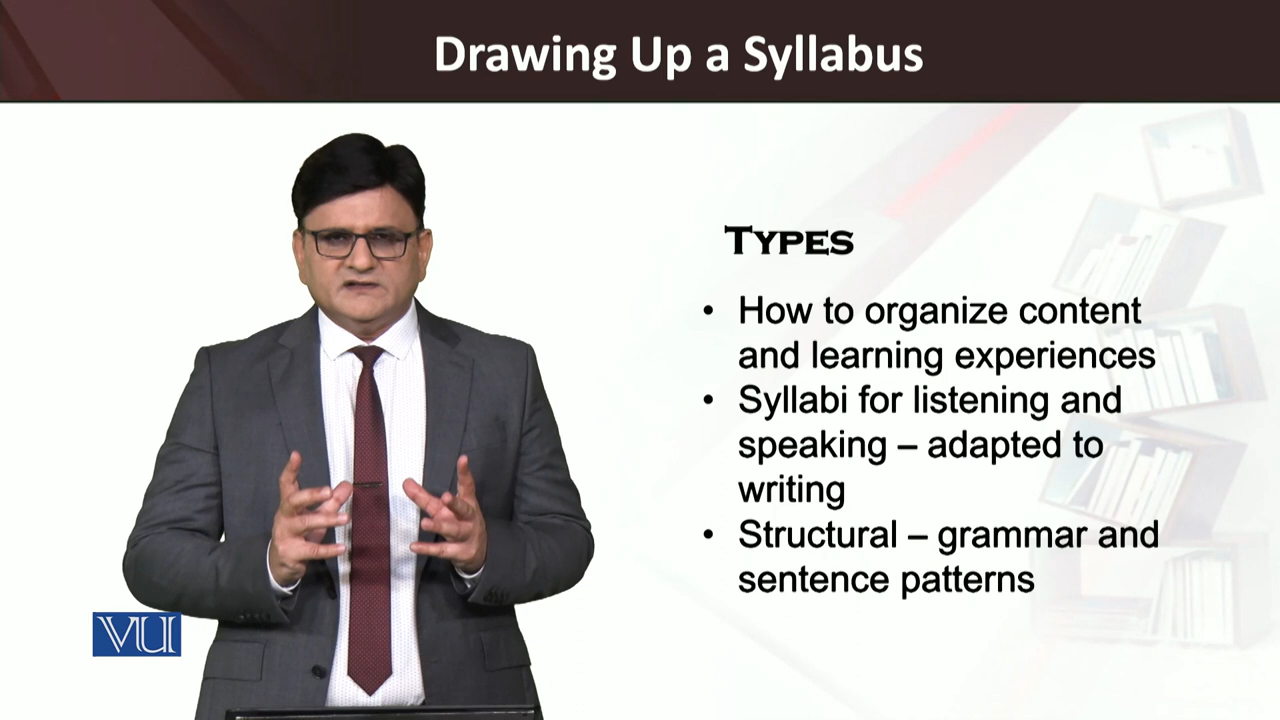 Drawing Up a Syllabus
TYPES
• How to organize content
and learning experiences
• Syllabi for listening and
speaking – adapted to
writing
• Structural – grammar and
sentence patterns
VU